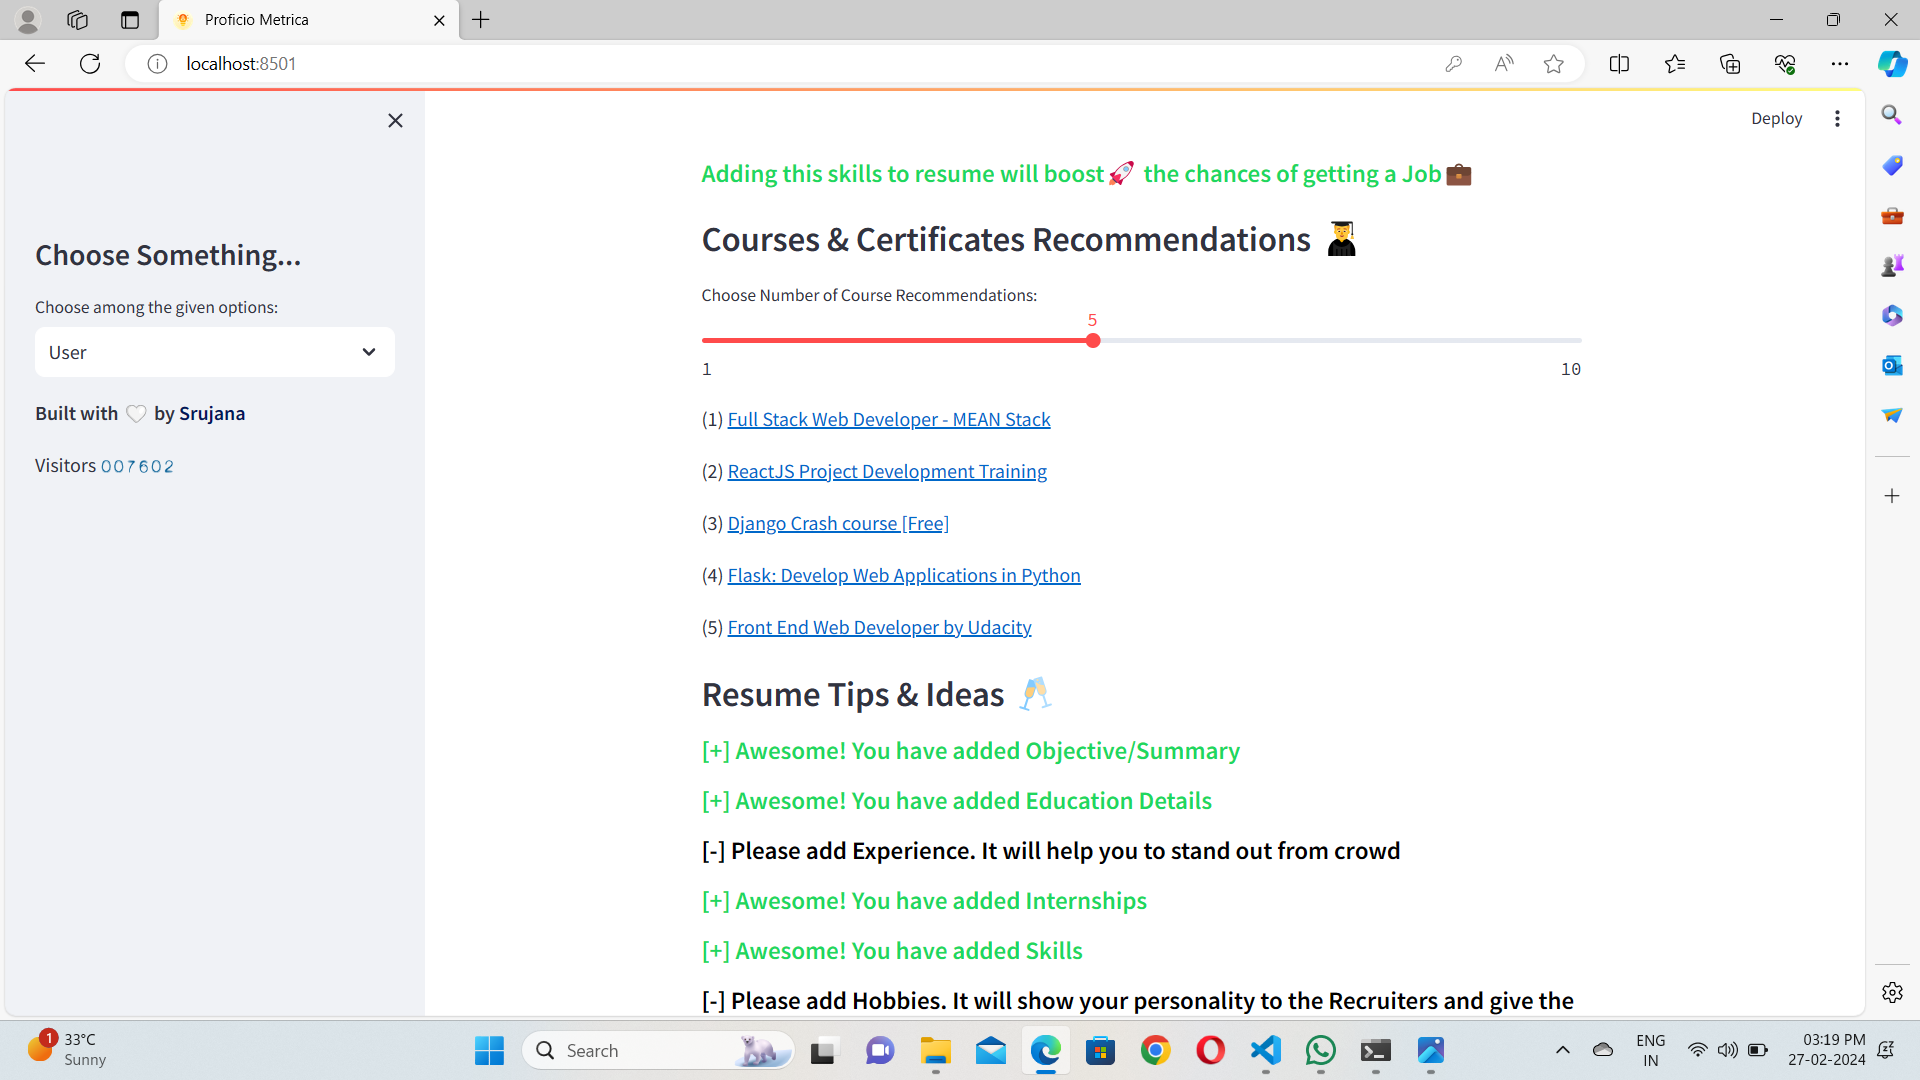 Proficio Metrica
localhost:8501
Deploy
Choose Something...
Choose among the given options:
User
Built with 🤍 by Srujana
Visitors 007602
Adding this skills to resume will boost🚀 the chances of getting a Job💼
Courses & Certificates Recommendations 👨‍🎓
Choose Number of Course Recommendations:
5
1
10
(1) Full Stack Web Developer - MEAN Stack
(2) ReactJS Project Development Training
(3) Django Crash course [Free]
(4) Flask: Develop Web Applications in Python
(5) Front End Web Developer by Udacity
Resume Tips & Ideas 🥂
[+] Awesome! You have added Objective/Summary
[+] Awesome! You have added Education Details
[-] Please add Experience. It will help you to stand out from crowd
[+] Awesome! You have added Internships
[+] Awesome! You have added Skills
[-] Please add Hobbies. It will show your personality to the Recruiters and give the
1
33°C
Sunny
Search
ENG
IN
03:19 PM
27-02-2024